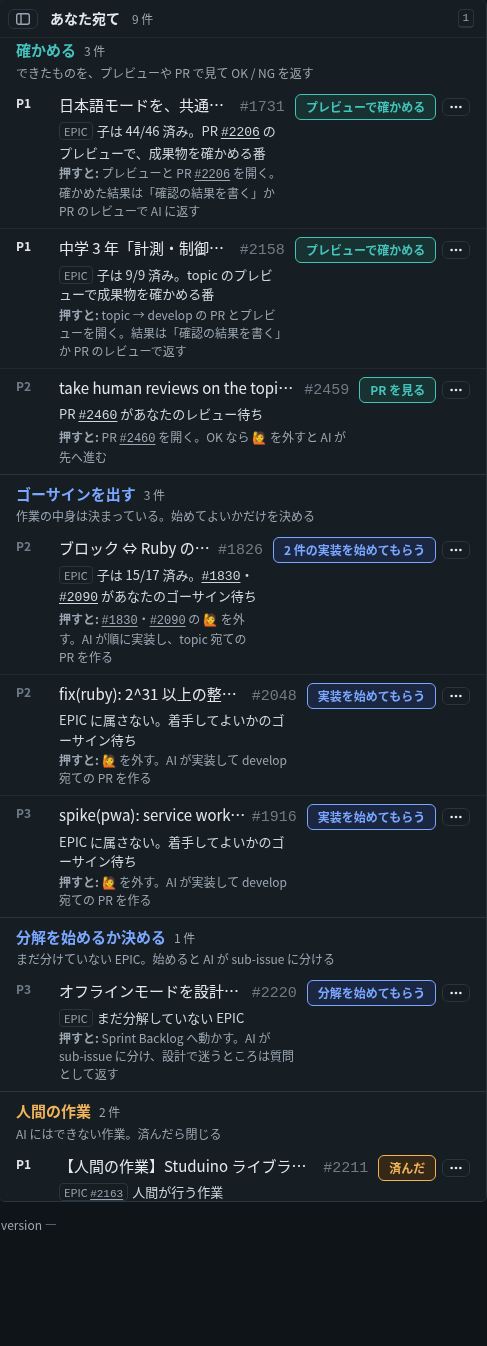 あなた宛て 9 件 1
確かめる 3 件
できたものを、プレビューや PR で見て OK / NG を返す
P1 日本語モードを、共通… #1731 プレビューで確かめる ···
EPIC 子は 44/46 済み。PR #2206 の
プレビューで、成果物を確かめる番
押すと: プレビューと PR #2206 を開く。
確かめた結果は「確認の結果を書く」か
PR のレビューで AI に返す
P1 中学 3 年「計測・制御… #2158 プレビューで確かめる ···
EPIC 子は 9/9 済み。topic のプレビ
ューで成果物を確かめる番
押すと: topic → develop の PR とプレビ
ューを開く。結果は「確認の結果を書く」
か PR のレビューで返す
P2 take human reviews on the topi… #2459 PR を見る ···
PR #2460 があなたのレビュー待ち
押すと: PR #2460 を開く。OK なら 🙋 を外すと AI が
先へ進む
ゴーサインを出す 3 件
作業の中身は決まっている。始めてよいかだけを決める
P2 ブロック ⇔ Ruby の… #1826 2 件の実装を始めてもらう ···
EPIC 子は 15/17 済み。#1830・
#2090 があなたのゴーサイン待ち
押すと: #1830・#2090 の 🙋 を外
す。AI が順に実装し、topic 宛ての
PR を作る
P2 fix(ruby): 2^31 以上の整… #2048 実装を始めてもらう ···
EPIC に属さない。着手してよいかのゴ
ーサイン待ち
押すと: 🙋 を外す。AI が実装して develop
宛ての PR を作る
P3 spike(pwa): service work… #1916 実装を始めてもらう ···
EPIC に属さない。着手してよいかのゴ
ーサイン待ち
押すと: 🙋 を外す。AI が実装して develop
宛ての PR を作る
分解を始めるか決める 1 件
まだ分けていない EPIC。始めると AI が sub-issue に分ける
P3 オフラインモードを設計… #2220 分解を始めてもらう ···
EPIC まだ分解していない EPIC
押すと: Sprint Backlog へ動かす。AI が
sub-issue に分け、設計で迷うところは質問
として返す
人間の作業 2 件
AI にはできない作業。済んだら閉じる
P1 【人間の作業】Studuino ライブラ… #2211 済んだ ···
EPIC #2163 人間が行う作業
version —